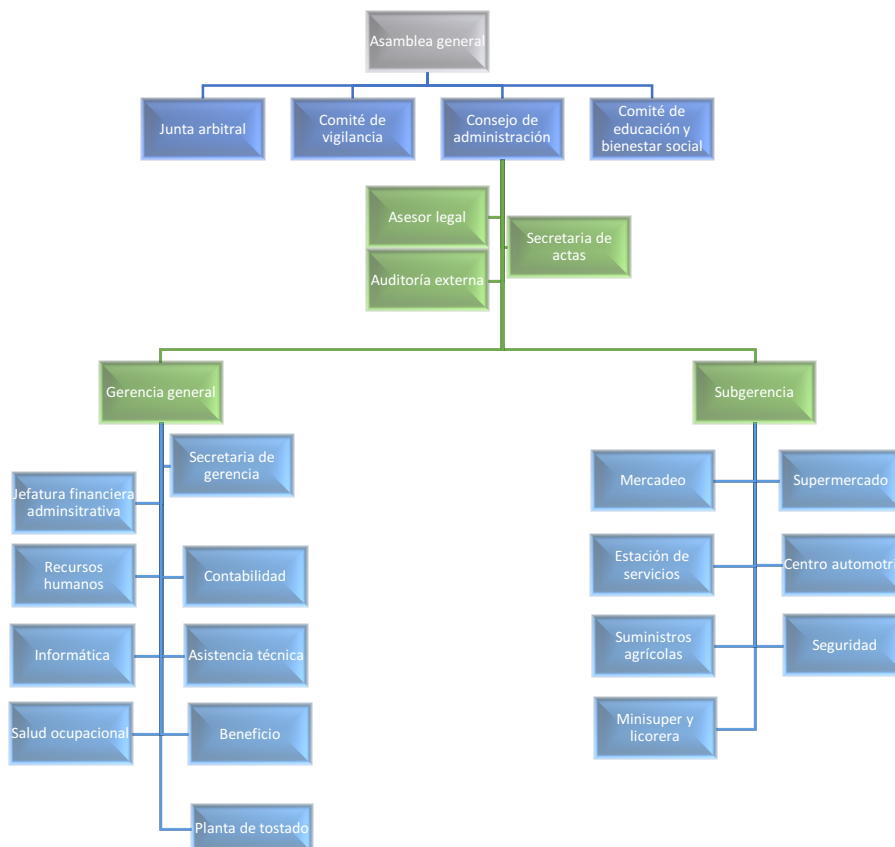 Asamblea general
Junta arbitral
Comité de
vigilancia
Consejo de
administración
Comité de
educación y
bienestar social
Asesor legal
Secretaria de
actas
Auditoría externa
Gerencia general
Subgerencia
Secretaria de
gerencia
Jefatura financiera
adminsitrativa
Recursos
humanos
Contabilidad
Informática
Asistencia técnica
Salud ocupacional
Beneficio
Planta de tostado
Mercadeo
Supermercado
Estación de
servicios
Centro automotri
Suministros
agrícolas
Seguridad
Minisuper y
licorera